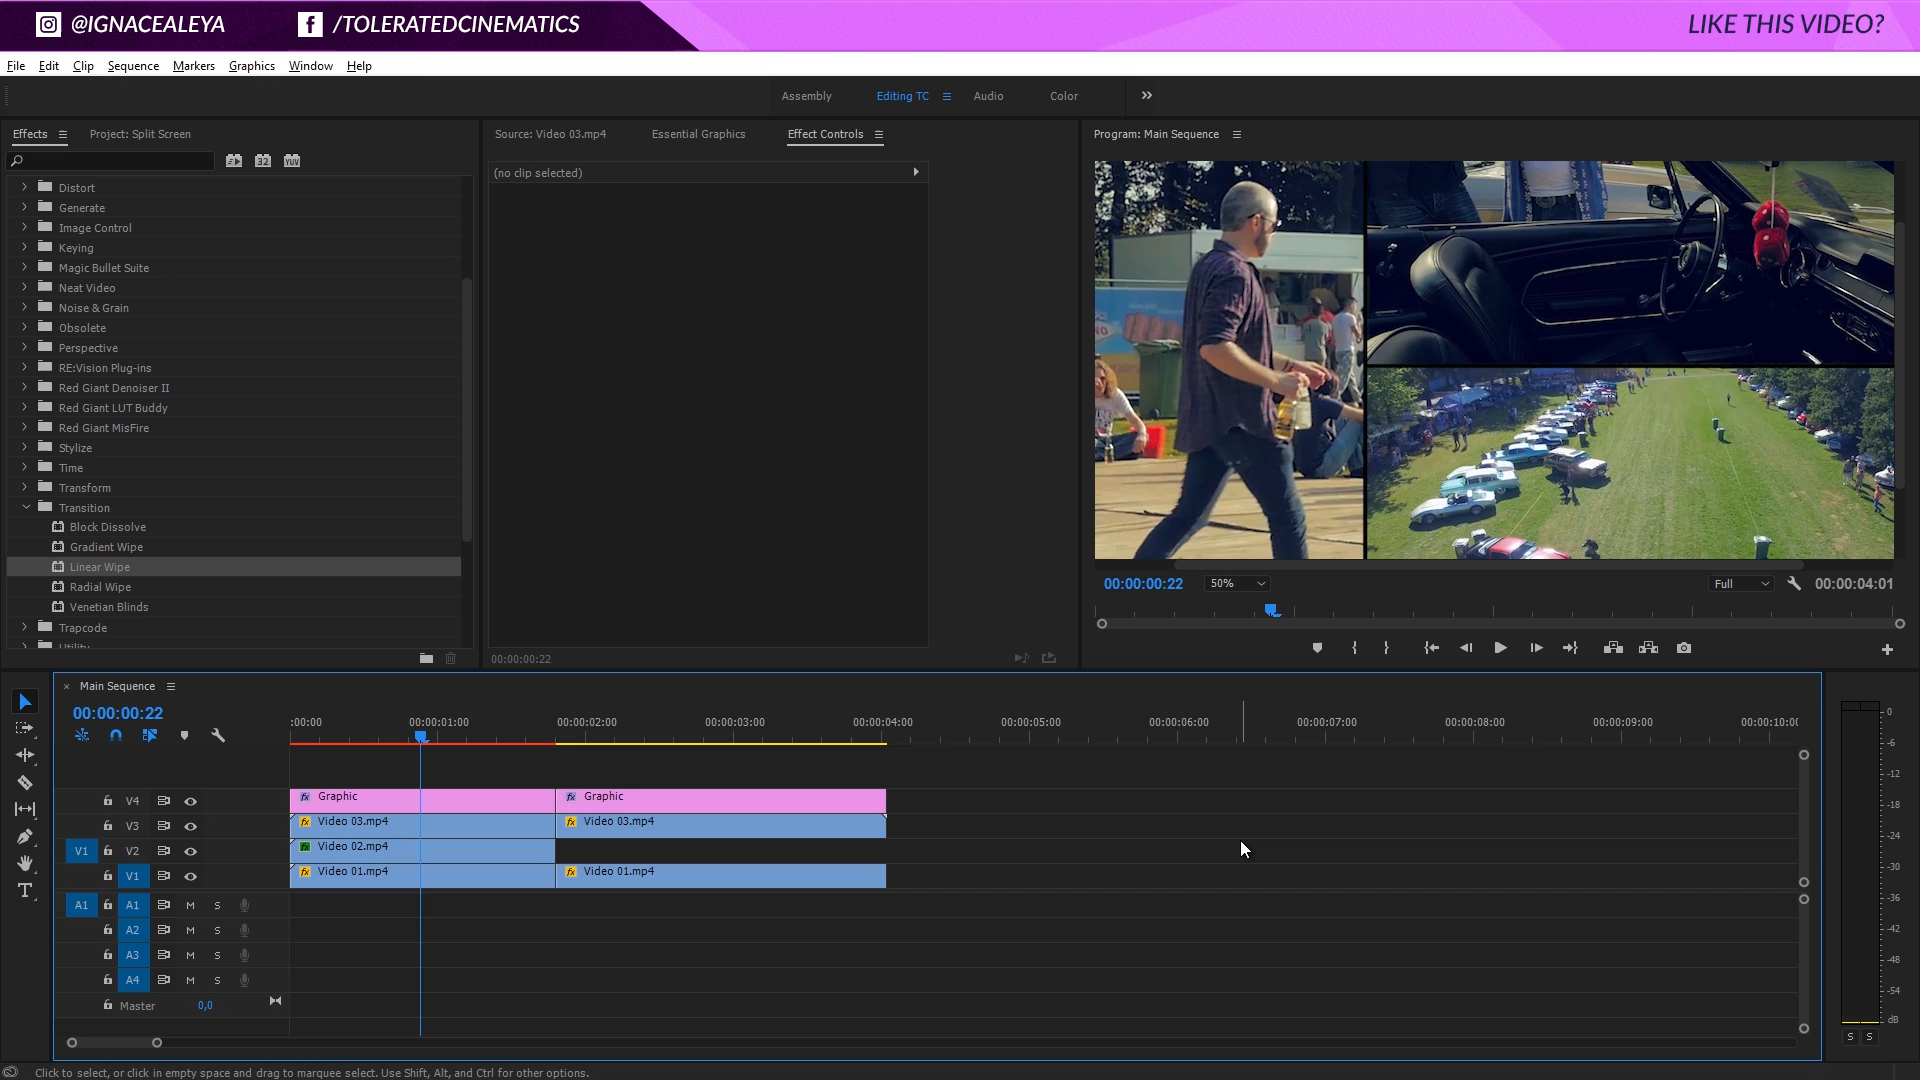 @IGNACEALEYA
/TOLERATEDCINEMATICS
LIKE THIS VIDEO?
File Edit Clip Sequence Markers Graphics Window Help
Assembly Editing TC Audio Color
Effects Project: Split Screen
32 YUV
Distort
Generate
Image Control
Keying
Magic Bullet Suite
Neat Video
Noise & Grain
Obsolete
Perspective
RE:Vision Plug-ins
Red Giant Denoiser II
Red Giant LUT Buddy
Red Giant MisFire
Stylize
Time
Transform
Transition
Block Dissolve
Gradient Wipe
Linear Wipe
Radial Wipe
Venetian Blinds
Trapcode
Utility
Source: Video 03.mp4 Essential Graphics Effect Controls
(no clip selected)
00:00:00:22
Program: Main Sequence
00:00:00:22 50% Full 00:00:04:01
Main Sequence
00:00:00:22
:00:00 00:00:01:00 00:00:02:00 00:00:03:00 00:00:04:00 00:00:05:00 00:00:06:00 00:00:07:00 00:00:08:00 00:00:09:00 00:00:10:00
V4 fx Graphic fx Graphic
V3 fx Video 03.mp4 fx Video 03.mp4
V1 V2 fx Video 02.mp4
V1 fx Video 01.mp4 fx Video 01.mp4
A1 A1 M S
A2 M S
A3 M S
A4 M S
Master 0,0
0
-6
-12
-18
-24
-30
-36
-42
-48
-54
dB
S S
Click to select, or click in empty space and drag to marquee select. Use Shift, Alt, and Ctrl for other options.